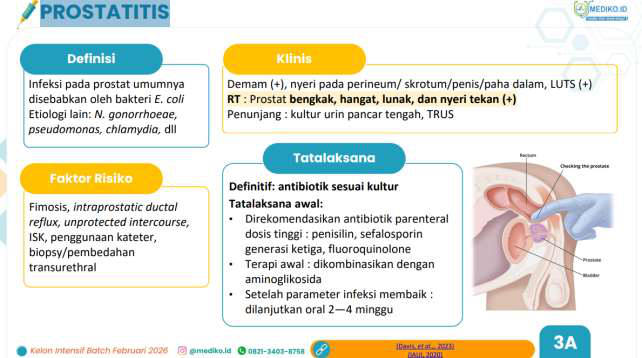 PROSTATITIS
MEDIKO.ID
Definisi
Infeksi pada prostat umumnya
disebabkan oleh bakteri E. coli
Etiologi lain: N. gonorrhoeae,
pseudomonas, chlamydia, dll
Klinis
Demam (+), nyeri pada perineum/ skrotum/penis/paha dalam, LUTS (+)
RT : Prostat bengkak, hangat, lunak, dan nyeri tekan (+)
Penunjang : kultur urin pancar tengah, TRUS
Faktor Risiko
Fimosis, intraprostatic ductal
reflux, unprotected intercourse,
ISK, penggunaan kateter,
biopsy/pembedahan
transurethral
Tatalaksana
Definitif: antibiotik sesuai kultur
Tatalaksana awal:
• Direkomendasikan antibiotik parenteral
dosis tinggi : penisilin, sefalosporin
generasi ketiga, fluoroquinolone
• Terapi awal : dikombinasikan dengan
aminoglikosida
• Setelah parameter infeksi membaik :
dilanjutkan oral 2—4 minggu
Rectum
Checking the prostate
Prostate
Bladder
Kelon Intensif Batch Februari 2026
@mediko.id
0821-3403-8758
(Davis, et al., 2023)
(IAUI, 2020)
3A